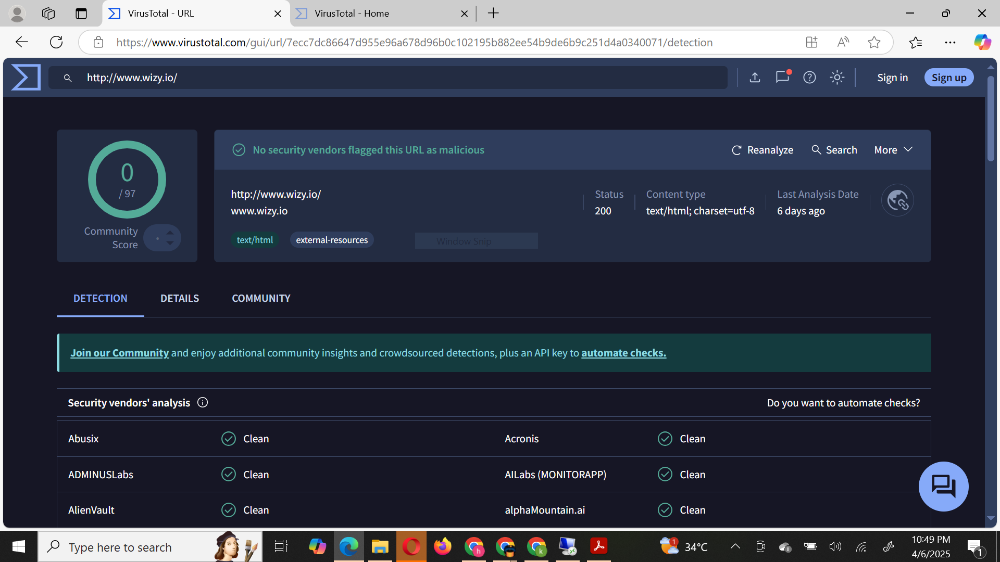 VirusTotal - URL
VirusTotal - Home
https://www.virustotal.com/gui/url/7ecc7dc86647d955e96a678d96b0c102195b882ee54b9de6b9c251d4a0340071/detection
http://www.wizy.io/
Sign in
Sign up
0
/ 97
Community
Score
No security vendors flagged this URL as malicious
Reanalyze
Search
More
http://www.wizy.io/
www.wizy.io
Status
200
Content type
text/html; charset=utf-8
Last Analysis Date
6 days ago
text/html
external-resources
Window Snip
DETECTION
DETAILS
COMMUNITY
Join our Community and enjoy additional community insights and crowdsourced detections, plus an API key to automate checks.
Security vendors' analysis
Do you want to automate checks?
Abusix
Clean
Acronis
Clean
ADMINUSLabs
Clean
AILabs (MONITORAPP)
Clean
AlienVault
Clean
alphaMountain.ai
Clean
Type here to search
h
k
1
34°C
10:49 PM
4/6/2025
1